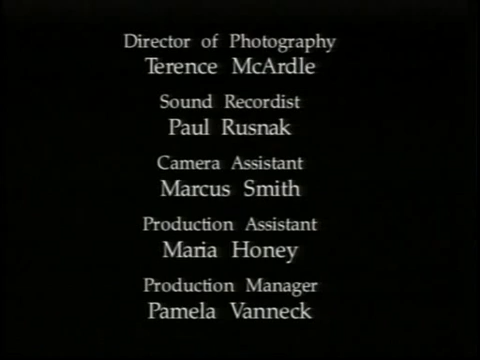 Director of Photography
Terence McArdle
Sound Recordist
Paul Rusnak
Camera Assistant
Marcus Smith
Production Assistant
Maria Honey
Production Manager
Pamela Vanneck